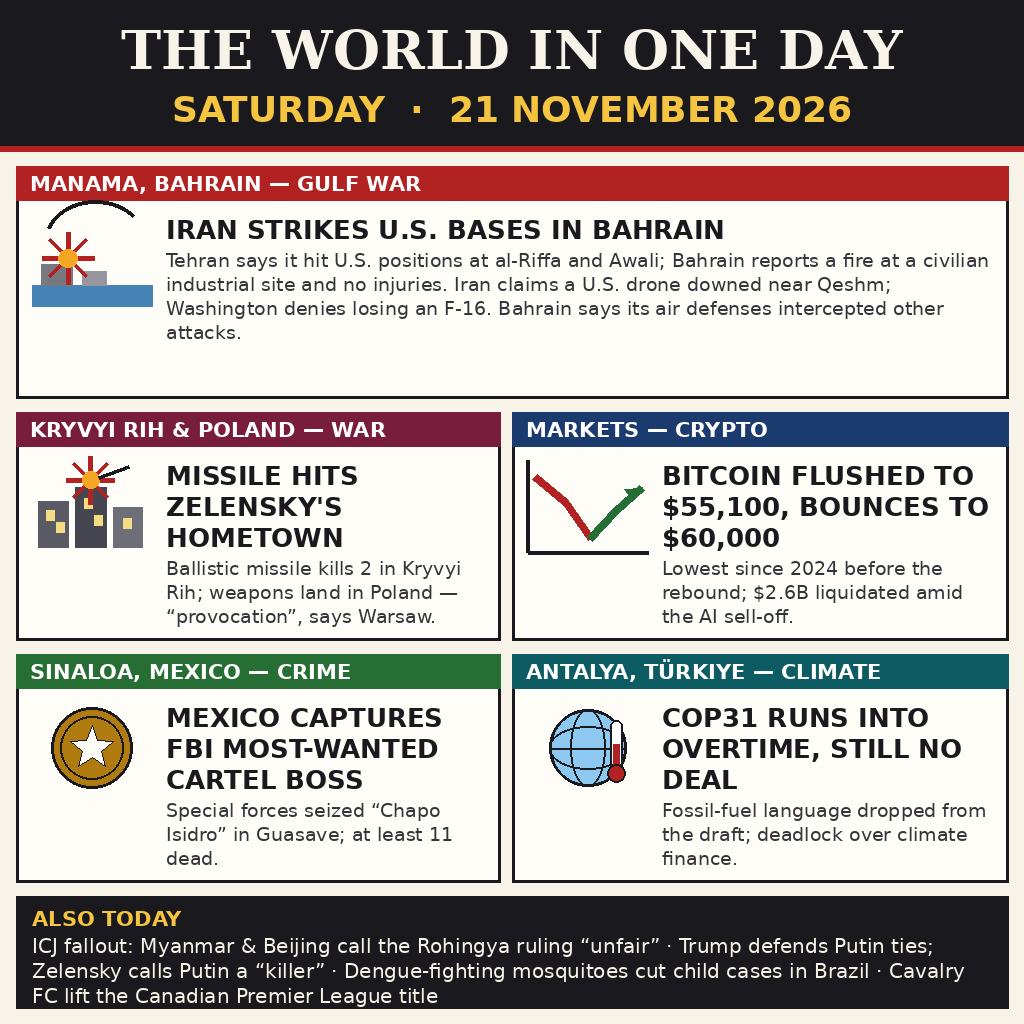 THE WORLD IN ONE DAY
SATURDAY · 21 NOVEMBER 2026
MANAMA, BAHRAIN — GULF WAR
IRAN STRIKES U.S. BASES IN BAHRAIN
Tehran says it hit U.S. positions at al-Riffa and Awali; Bahrain reports a fire at a civilian
industrial site and no injuries. Iran claims a U.S. drone downed near Qeshm;
Washington denies losing an F-16. Bahrain says its air defenses intercepted other
attacks.
KRYVYI RIH & POLAND — WAR
MISSILE HITS
ZELENSKY'S
HOMETOWN
Ballistic missile kills 2 in Kryvyi
Rih; weapons land in Poland —
“provocation”, says Warsaw.
MARKETS — CRYPTO
BITCOIN FLUSHED TO
$55,100, BOUNCES TO
$60,000
Lowest since 2024 before the
rebound; $2.6B liquidated amid
the AI sell-off.
SINALOA, MEXICO — CRIME
MEXICO CAPTURES
FBI MOST-WANTED
CARTEL BOSS
Special forces seized “Chapo
Isidro” in Guasave; at least 11
dead.
ANTALYA, TÜRKIYE — CLIMATE
COP31 RUNS INTO
OVERTIME, STILL NO
DEAL
Fossil-fuel language dropped from
the draft; deadlock over climate
finance.
ALSO TODAY
ICJ fallout: Myanmar & Beijing call the Rohingya ruling “unfair” · Trump defends Putin ties;
Zelensky calls Putin a “killer” · Dengue-fighting mosquitoes cut child cases in Brazil · Cavalry
FC lift the Canadian Premier League title